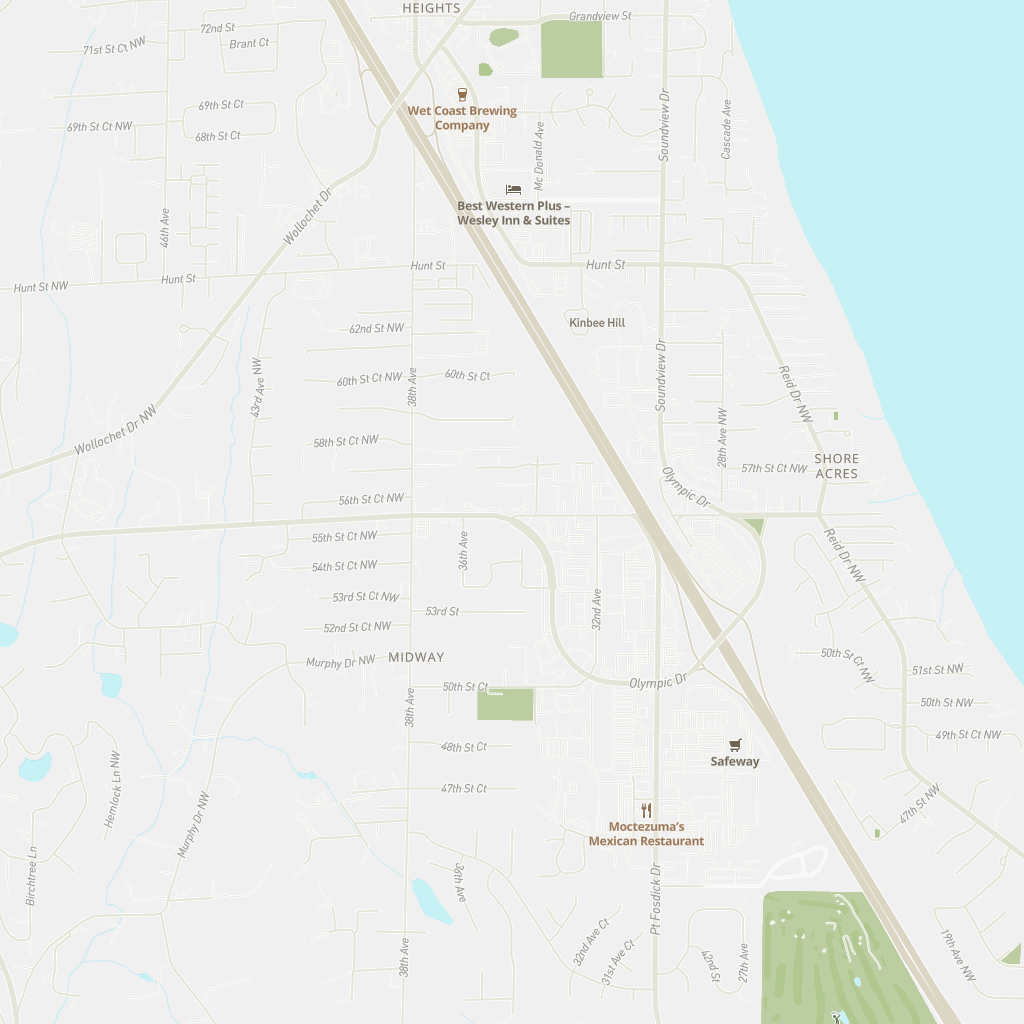 HEIGHTS
Grandview St
72nd St
71st St Ct NW
Brant Ct
Wet Coast Brewing
Company
69th St Ct
69th St Ct NW
68th St Ct
Soundview Dr
Cascade Ave
Mc Donald Ave
Best Western Plus –
Wesley Inn & Suites
Wollochet Dr
46th Ave
Hunt St
Hunt St
Hunt St
Hunt St NW
Kinbee Hill
62nd St NW
60th St Ct NW
60th St Ct
38th Ave
43rd Ave NW
Soundview Dr
Reid Dr NW
Wollochet Dr NW
58th St Ct NW
28th Ave NW
57th St Ct NW
SHORE
ACRES
Olympic Dr
56th St Ct NW
55th St Ct NW
36th Ave
54th St Ct NW
Reid Dr NW
53rd St Ct NW
53rd St
32nd Ave
52nd St Ct NW
MIDWAY
Murphy Dr NW
50th St Ct NW
51st St NW
50th St Ct
Olympic Dr
38th Ave
50th St NW
49th St Ct NW
48th St Ct
Safeway
Hemlock Ln NW
47th St Ct
Murphy Dr NW
47th St NW
Moctezuma's
Mexican Restaurant
Birchtree Ln
36th Ave
Pt Fosdick Dr
32nd Ave Ct
31st Ave Ct
38th Ave
42nd St
27th Ave
19th Ave NW